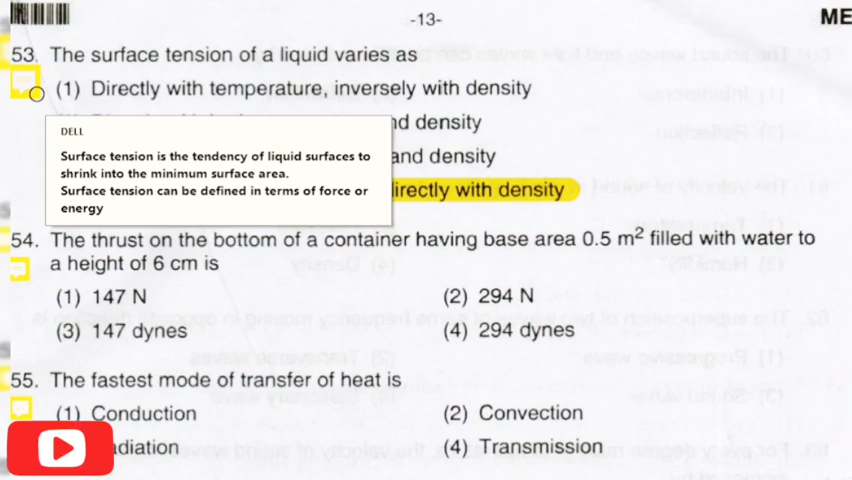 -13-
ME
53. The surface tension of a liquid varies as
(1) Directly with temperature, inversely with density
nd density
DELL
Surface tension is the tendency of liquid surfaces to
shrink into the minimum surface area.
and density
Surface tension can be defined in terms of force or
directly with density
energy
54. The thrust on the bottom of a container having base area 0.5 m² filled with water to
a height of 6 cm is
(1) 147 N (2) 294 N
(3) 147 dynes (4) 294 dynes
55. The fastest mode of transfer of heat is
(1) Conduction (2) Convection
adiation (4) Transmission